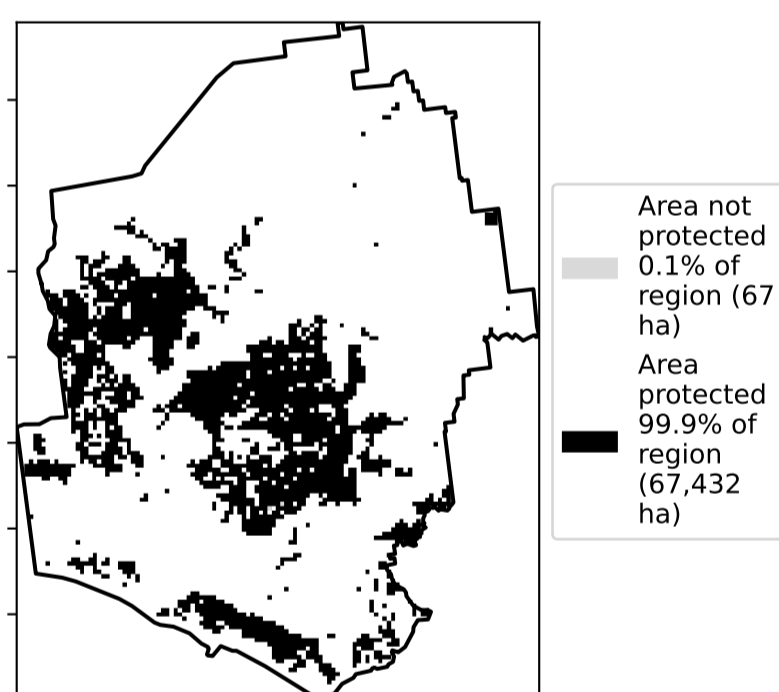 Area not
protected
0.1% of
region (67
ha)
Area
protected
99.9% of
region
(67,432
ha)